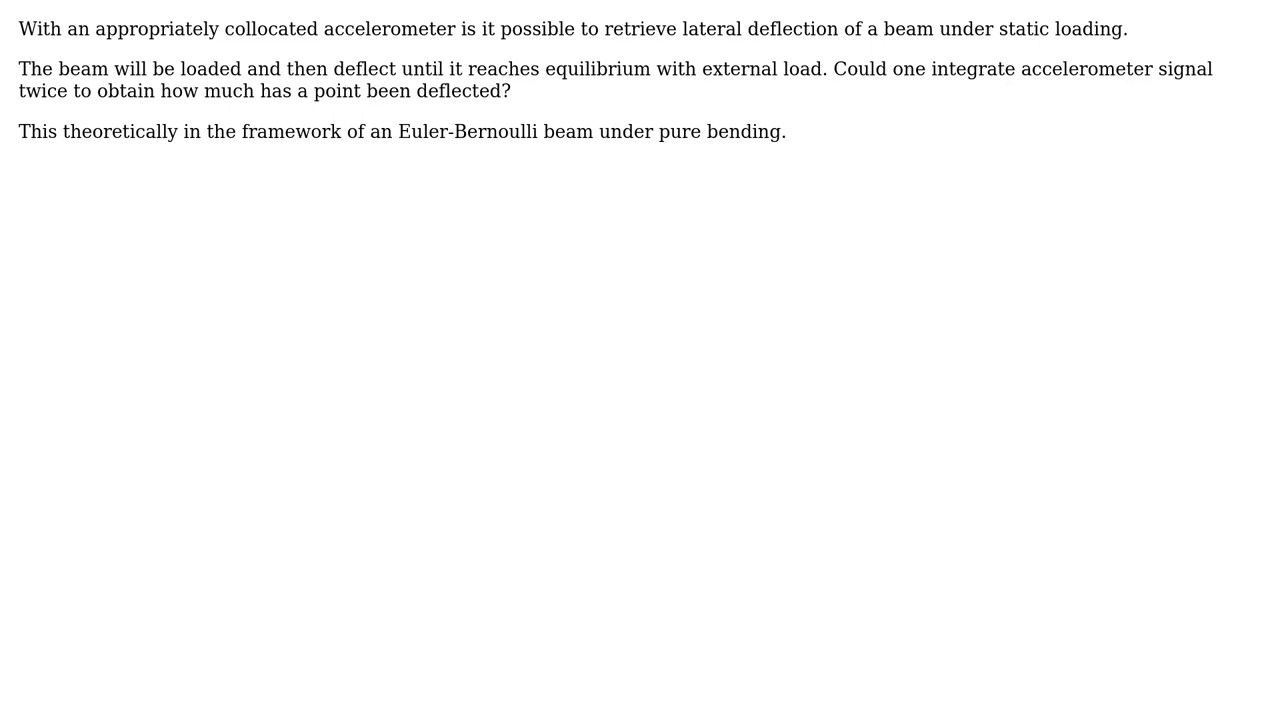 With an appropriately collocated accelerometer is it possible to retrieve lateral deflection of a beam under static loading.
The beam will be loaded and then deflect until it reaches equilibrium with external load. Could one integrate accelerometer signal
twice to obtain how much has a point been deflected?
This theoretically in the framework of an Euler-Bernoulli beam under pure bending.